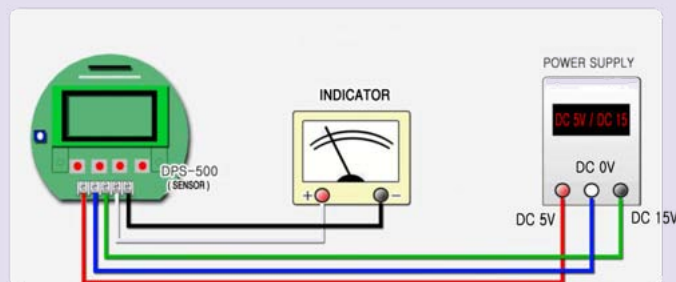 POWER SUPPLY
INDICATOR
DC 5V / DC 15
DPS-500
(SENSOR)
DC 0V
+
-
DC 5V
DC 15V